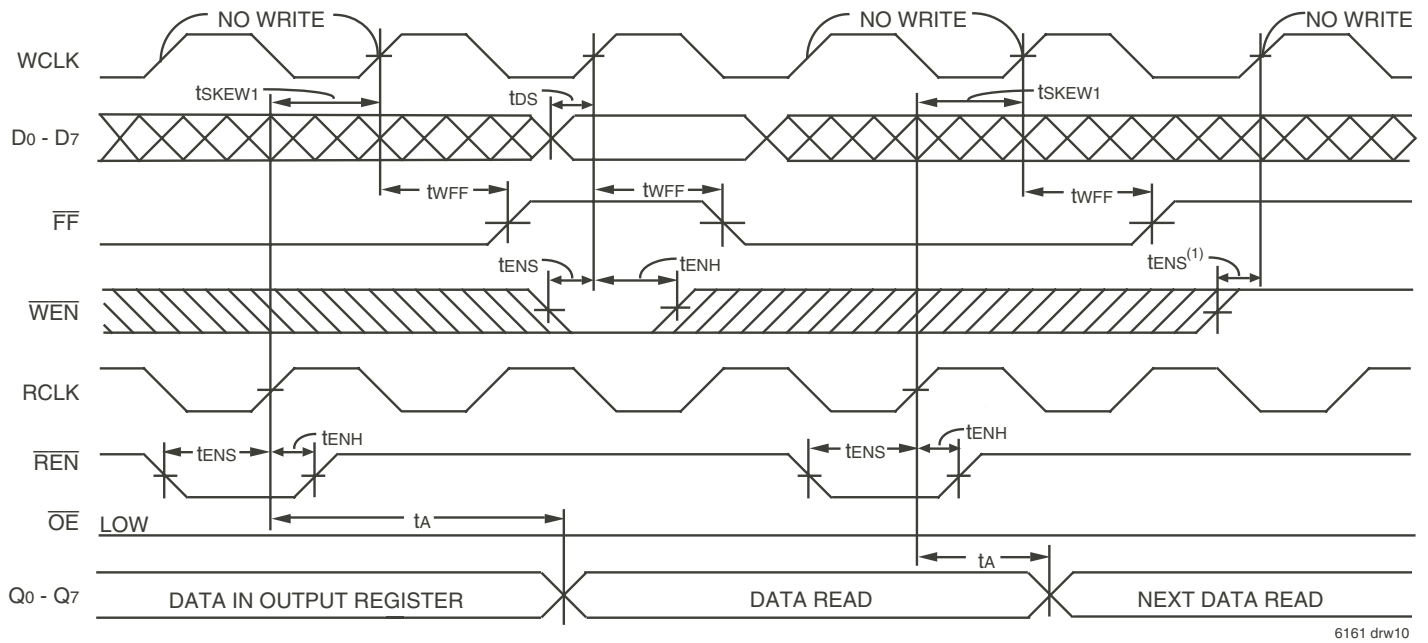 NO WRITE NO WRITE NO WRITE
WCLK
tSKEW1 tDS tSKEW1
D0 - D7
tWFF tWFF tWFF
FF
tENS tENH tENS(1)
WEN
RCLK
tENS tENH tENS tENH
REN
OE LOW tA
tA
Q0 - Q7 DATA IN OUTPUT REGISTER DATA READ NEXT DATA READ
6161 drw10